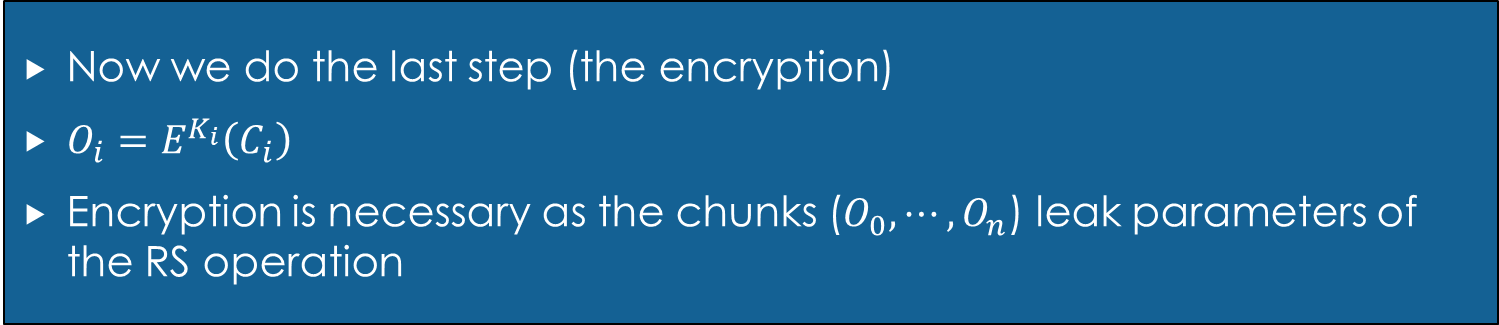 ▶ Now we do the last step (the encryption)
▶ $O_i = E^{K_i}(C_i)$
▶ Encryption is necessary as the chunks ($O_0, \cdots, O_n$) leak parameters of
the RS operation